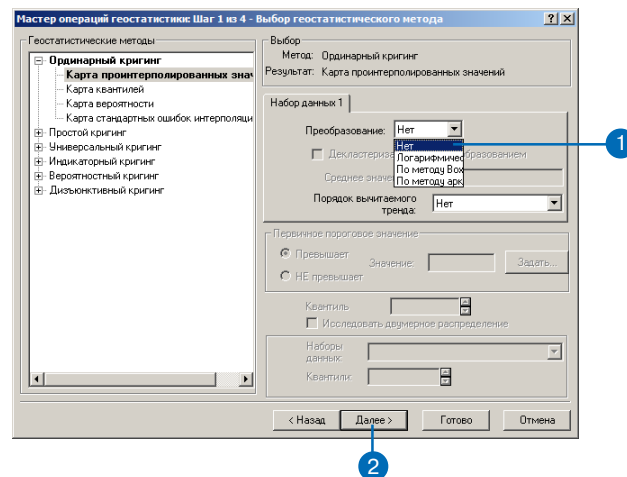 Мастер операций геостатистики: Шаг 1 из 4 - Выбор геостатистического метода
Геостатистические методы
Ординарный кригинг
Карта проинтерполированных знач
Карта квантилей
Карта вероятности
Карта стандартных ошибок интерполяци
Простой кригинг
Универсальный кригинг
Индикаторный кригинг
Вероятностный кригинг
Дизъюнктивный кригинг
Выбор
Метод: Ординарный кригинг
Результат: Карта проинтерполированных значений
Набор данных 1
Преобразование: Нет
Нет
Логарифмичес
По методу Box
По методу арк
Декластериза
образованием
Среднее значе
Порядок вычитаемого тренда: Нет
Первичное пороговое значение
Превышает
НЕ превышает
Значение:
Задать...
Квантиль
Исследовать двумерное распределение
Наборы данных:
Квантили:
< Назад
Далее >
Готово
Отмена
1
2